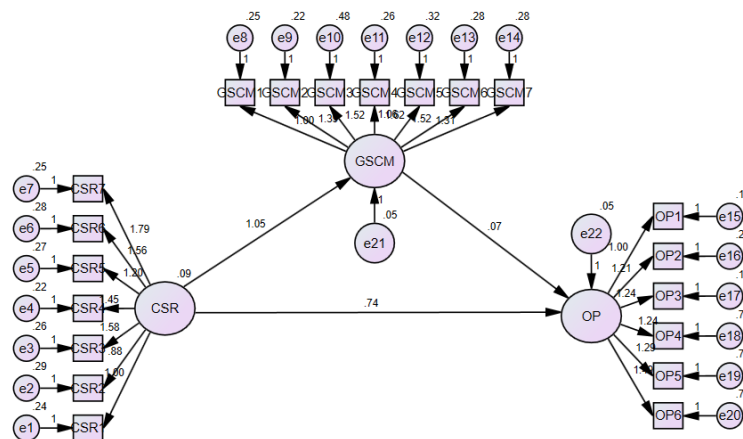 .25 .22 .48 .26 .32 .28 .28
e8 e9 e10 e11 e12 e13 e14
1 1 1 1 1 1 1
GSCM1 GSCM2 GSCM3 GSCM4 GSCM5 GSCM6 GSCM7
1.00 1.39 1.52 1.52 1.31
GSCM
1
.05
e21
1.05
.07
.74
.25
e7 1 CSR7
.28
e6 1 CSR6
.27
e5 1 CSR5
.22
e4 1 CSR4
.26
e3 1 CSR3
.29
e2 1 CSR2
.24
e1 1 CSR1
1.79
1.56
1.20
.45
1.58
.88
1.00
.09
CSR
.05
e22
1
OP
1.00
1.21
1.24
1.24
1.29
OP1 1 e15
OP2 1 e16
OP3 1 e17
OP4 1 e18
OP5 1 e19
OP6 1 e20